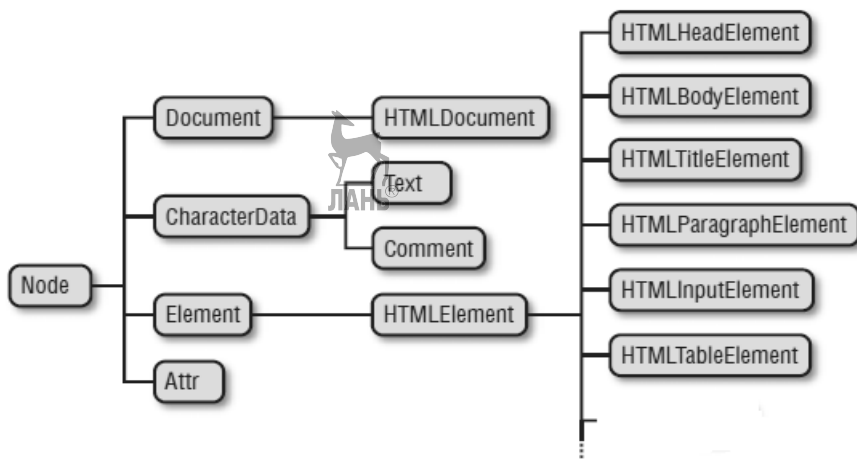 Node
Document
CharacterData
Element
Attr
HTMLDocument
Text
Comment
HTMLElement
HTMLHeadElement
HTMLBodyElement
HTMLTitleElement
HTMLParagraphElement
HTMLInputElement
HTMLTableElement
ЛАНЬ®